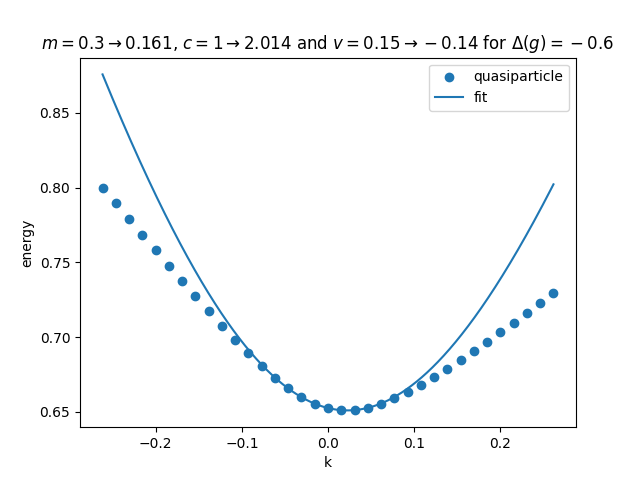 m = 0.3 → 0.161, c = 1 → 2.014 and v = 0.15 → −0.14 for Δ(g) = −0.6
quasiparticle
fit
0.85
0.80
0.75
0.70
0.65
energy
−0.2 −0.1 0.0 0.1 0.2
k